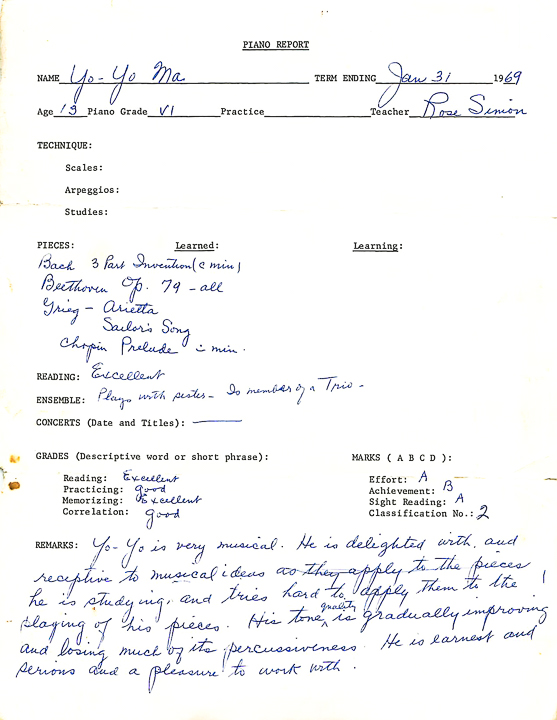 PIANO REPORT
NAME Yo-Yo Ma TERM ENDING Jan 31 1969
Age 13 Piano Grade VI Practice Teacher Rose Simon
TECHNIQUE:
Scales:
Arpeggios:
Studies:
PIECES: Learned: Learning:
Bach 3 Part Invention (c min)
Beethoven Op. 79 - all
Grieg - Arietta
Sailor's Song
Chopin Prelude c min.
READING: Excellent
ENSEMBLE: Plays with sister - Is member of a Trio -
CONCERTS (Date and Titles): —
GRADES (Descriptive word or short phrase): MARKS ( A B C D ):
Reading: Excellent Effort: A
Practicing: good Achievement: B
Memorizing: Excellent Sight Reading: A
Correlation: good Classification No.: 2
REMARKS: Yo-Yo is very musical. He is delighted with and
receptive to musical ideas as they apply to the pieces
he is studying, and tries hard to apply them to the
playing of his pieces. His tone quality is gradually improving
and losing much of its percussiveness. He is earnest and
serious and a pleasure to work with.